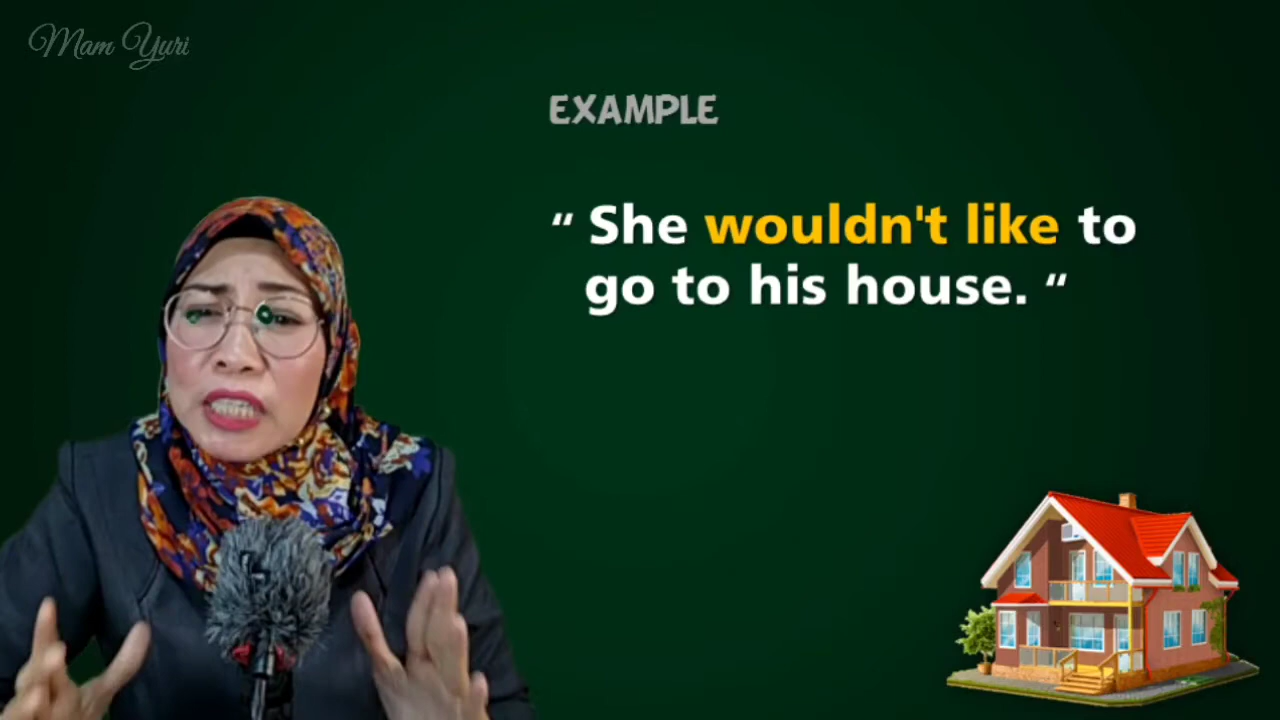 Mam Yuri
EXAMPLE
“ She wouldn't like to
go to his house. “